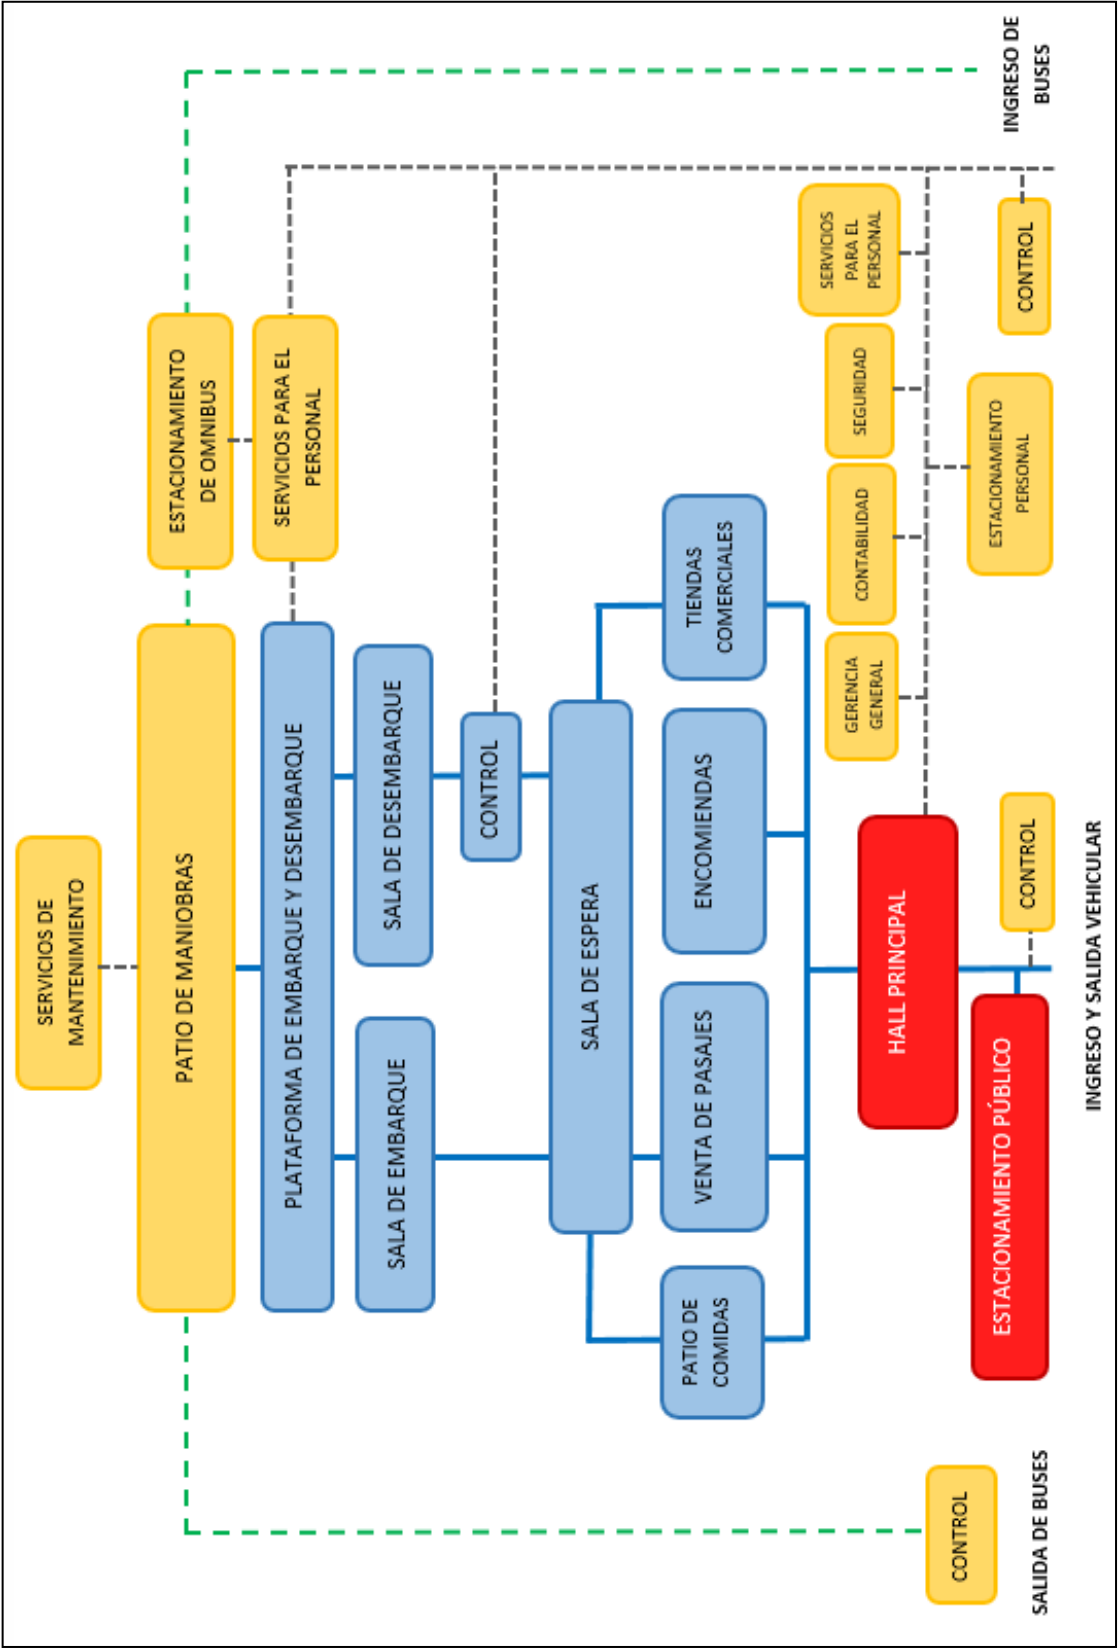 SERVICIOS DE
MANTENIMIENTO
PATIO DE MANIOBRAS
ESTACIONAMIENTO
DE OMNIBUS
PLATAFORMA DE EMBARQUE Y DESEMBARQUE
SERVICIOS PARA EL
PERSONAL
SALA DE EMBARQUE
SALA DE DESEMBARQUE
CONTROL
SALA DE ESPERA
PATIO DE
COMIDAS
VENTA DE PASAJES
ENCOMIENDAS
TIENDAS
COMERCIALES
GERENCIA
GENERAL
CONTABILIDAD
SEGURIDAD
SERVICIOS
PARA EL
PERSONAL
HALL PRINCIPAL
CONTROL
ESTACIONAMIENTO PÚBLICO
CONTROL
ESTACIONAMIENTO
PERSONAL
CONTROL
SALIDA DE BUSES
INGRESO Y SALIDA VEHICULAR
INGRESO DE
BUSES